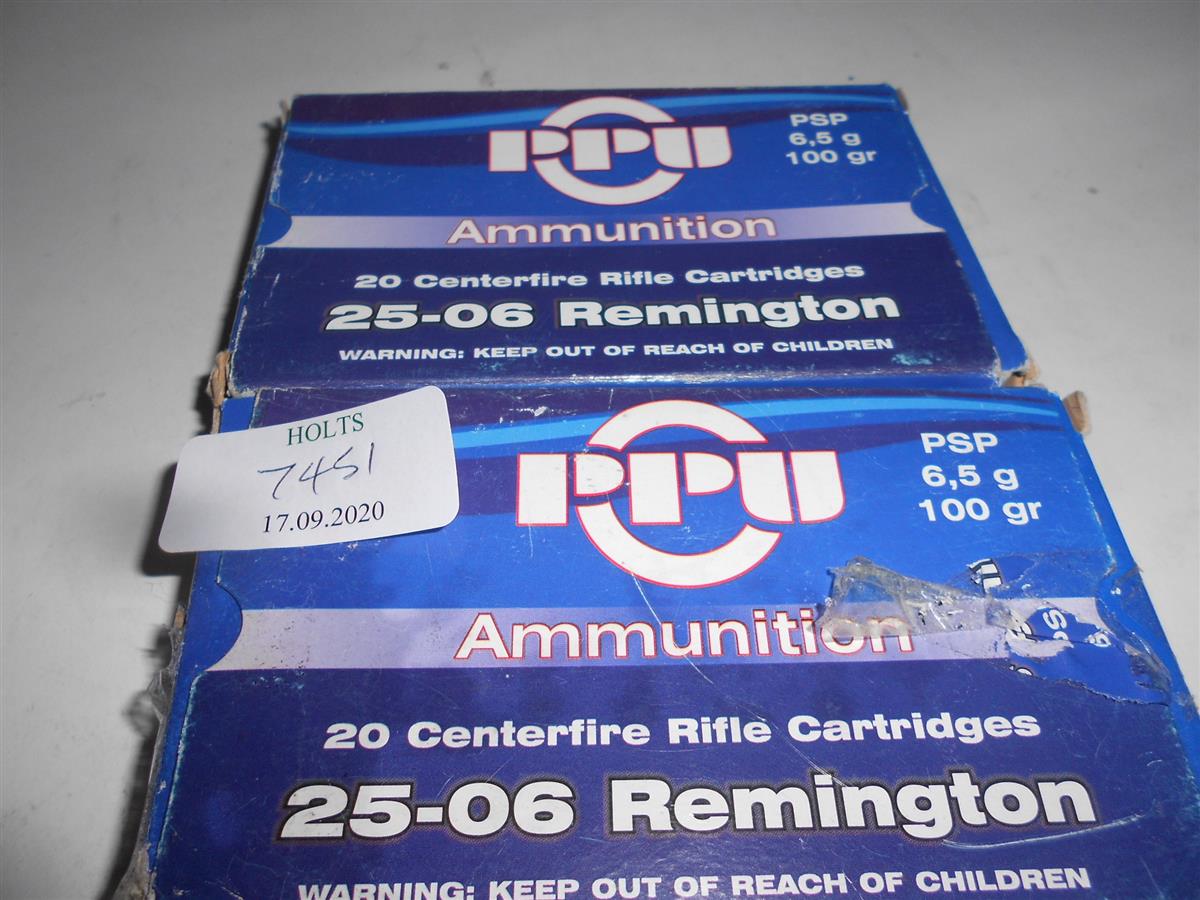 PPU
PSP
6,5 g
100 gr
Ammunition
20 Centerfire Rifle Cartridges
25-06 Remington
WARNING: KEEP OUT OF REACH OF CHILDREN
HOLTS
7451
17.09.2020
PPU
PSP
6,5 g
100 gr
Ammunition
20 Centerfire Rifle Cartridges
25-06 Remington
WARNING: KEEP OUT OF REACH OF CHILDREN